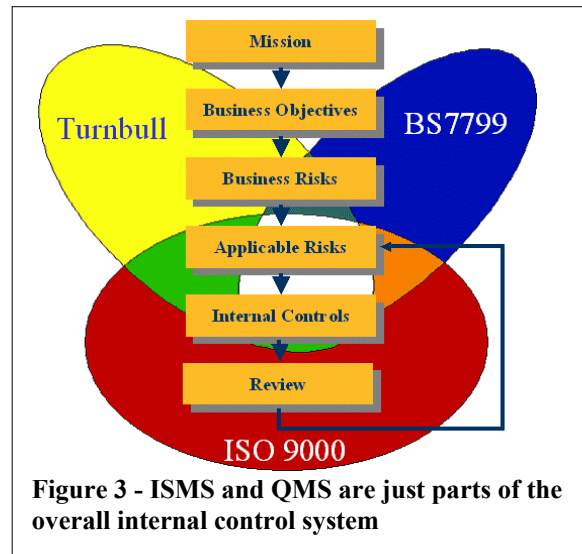 Mission
Turnbull
Business Objectives
BS7799
Business Risks
Applicable Risks
Internal Controls
Review
ISO 9000
Figure 3 - ISMS and QMS are just parts of the
overall internal control system